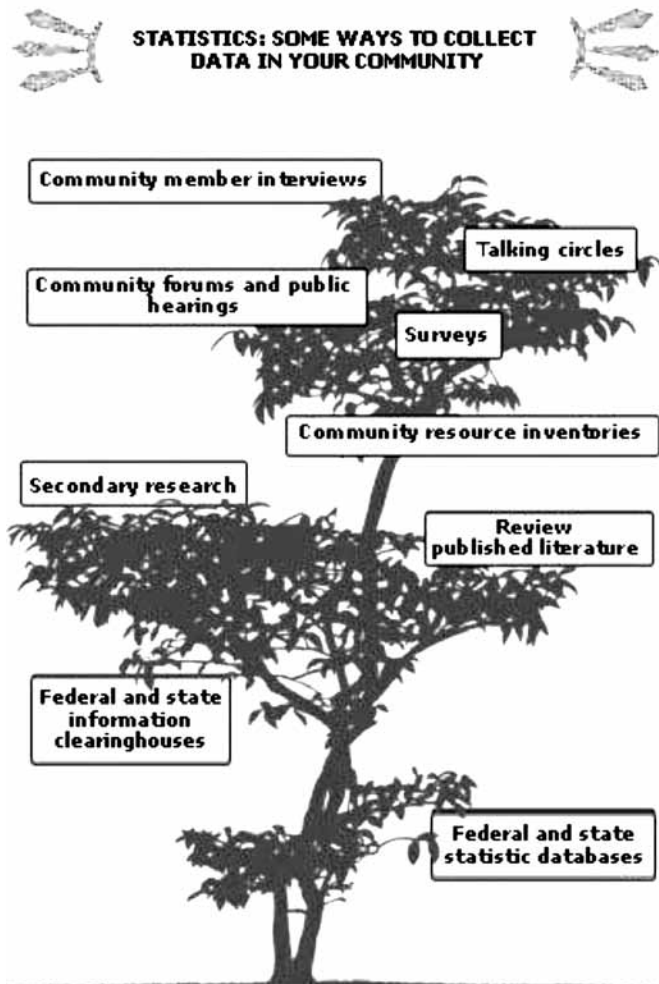 STATISTICS: SOME WAYS TO COLLECT
DATA IN YOUR COMMUNITY
Community member interviews
Talking circles
Community forums and public
hearings
Surveys
Community resource inventories
Secondary research
Review
published literature
Federal and state
information
clearinghouses
Federal and state
statistic databases